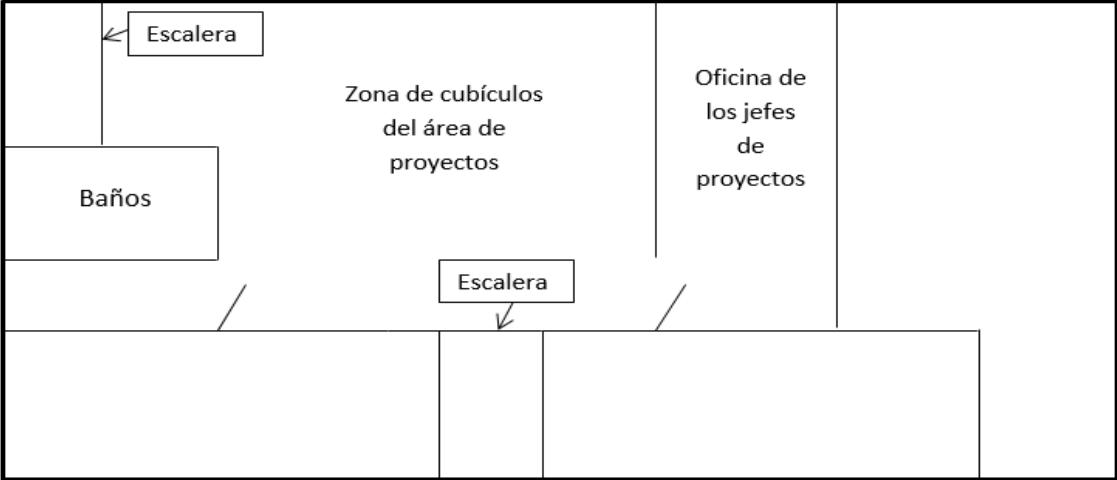 Escalera
Zona de cubículos
del área de
proyectos
Oficina de
los jefes
de
proyectos
Baños
Escalera